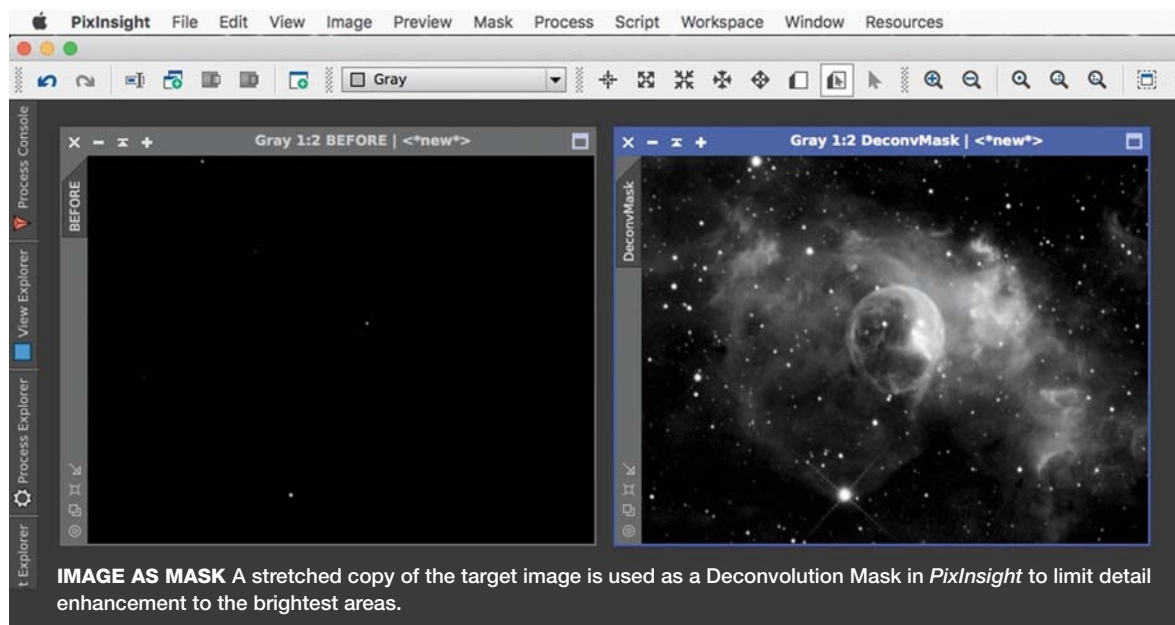 PixInsight File Edit View Image Preview Mask Process Script Workspace Window Resources
Gray
Process Console
View Explorer
Process Explorer
t Explorer
Gray 1:2 BEFORE | <*new*>
BEFORE
Gray 1:2 DeconvMask | <*new*>
DeconvMask
IMAGE AS MASK A stretched copy of the target image is used as a Deconvolution Mask in PixInsight to limit detail
enhancement to the brightest areas.